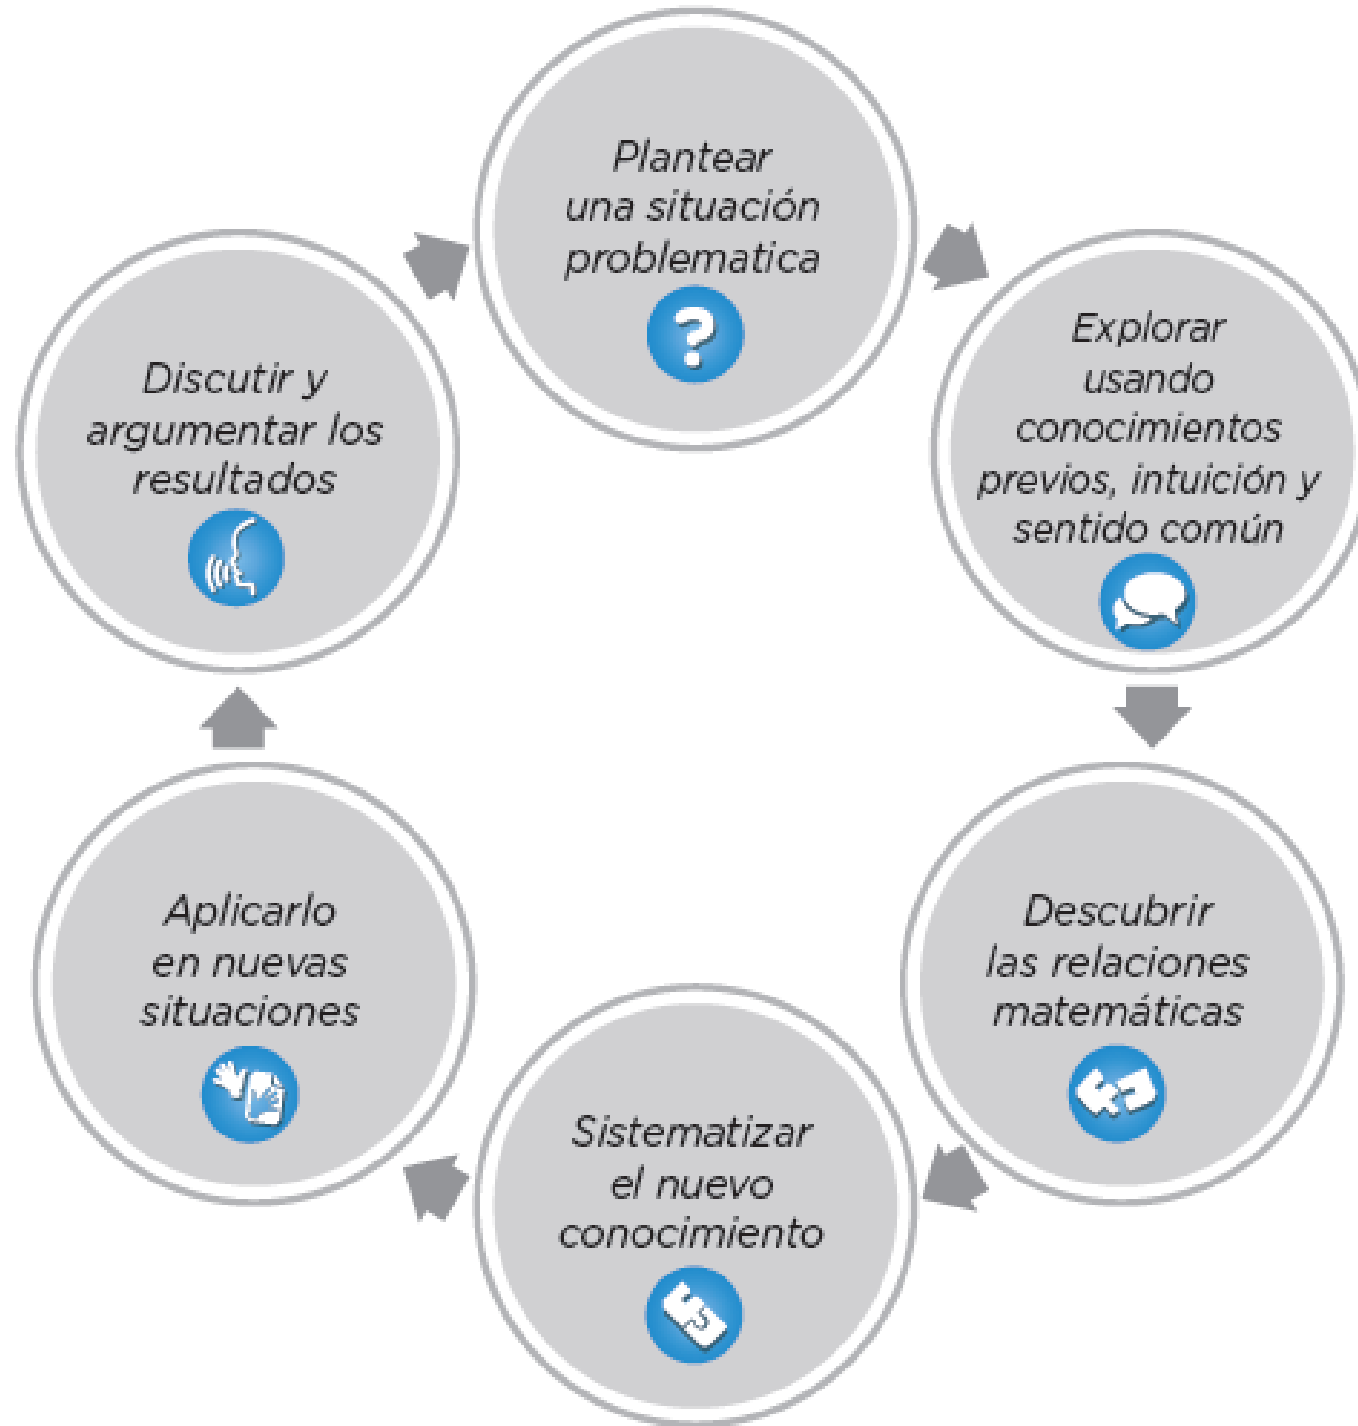 Plantear
una situación
problematica
Explorar
usando
conocimientos
previos, intuición y
sentido común
Descubrir
las relaciones
matemáticas
Sistematizar
el nuevo
conocimiento
Aplicarlo
en nuevas
situaciones
Discutir y
argumentar los
resultados